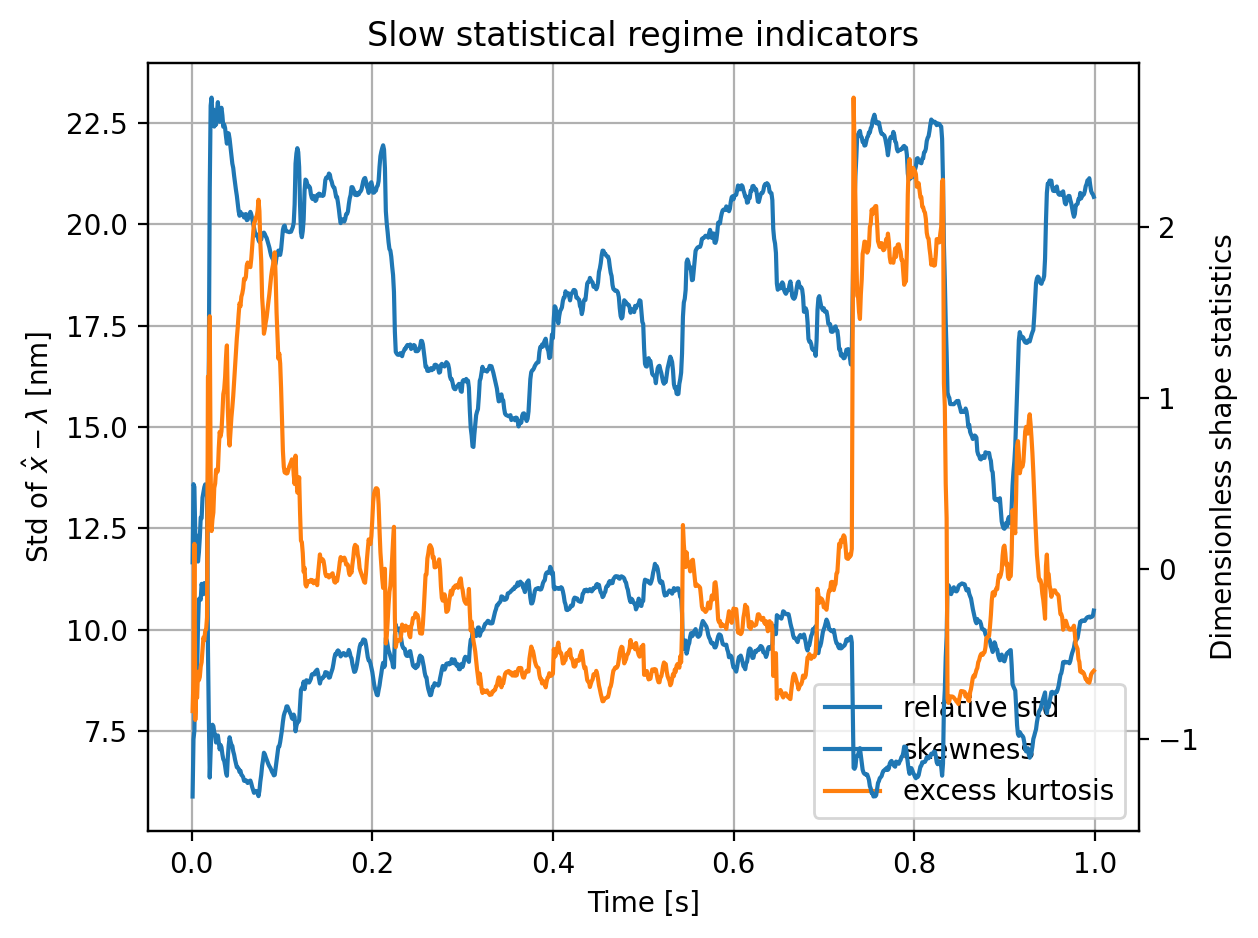 Slow statistical regime indicators
Std of x̂ − λ [nm]
22.5
20.0
17.5
15.0
12.5
10.0
7.5
2
1
0
−1
Dimensionless shape statistics
relative std
skewness
excess kurtosis
0.0 0.2 0.4 0.6 0.8 1.0
Time [s]